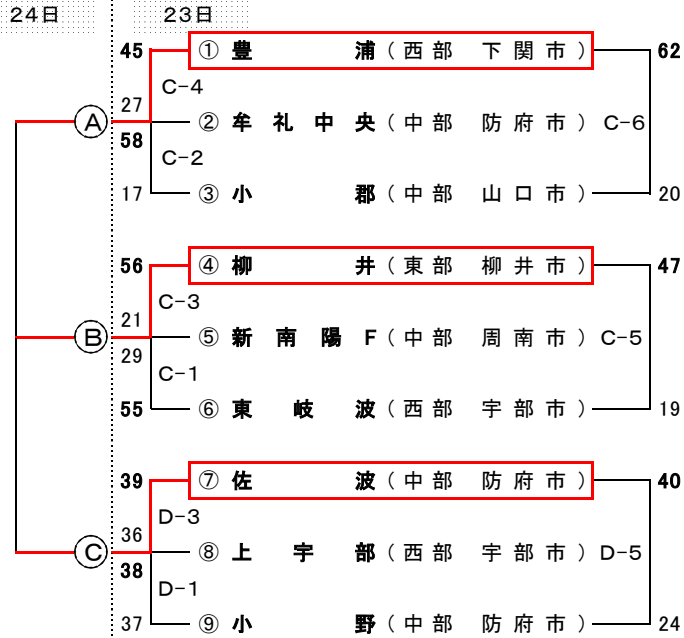 24日 23日
45 ① 豊 浦 ( 西 部 下 関 市 ) 62
C-4
27
A ② 牟 礼 中 央 ( 中 部 防 府 市 ) C-6
58
C-2
17 ③ 小 郡 ( 中 部 山 口 市 ) 20
56 ④ 柳 井 ( 東 部 柳 井 市 ) 47
C-3
21
B ⑤ 新 南 陽 F ( 中 部 周 南 市 ) C-5
29
C-1
55 ⑥ 東 岐 波 ( 西 部 宇 部 市 ) 19
39 ⑦ 佐 波 ( 中 部 防 府 市 ) 40
D-3
36
C ⑧ 上 宇 部 ( 西 部 宇 部 市 ) D-5
38
D-1
37 ⑨ 小 野 ( 中 部 防 府 市 ) 24